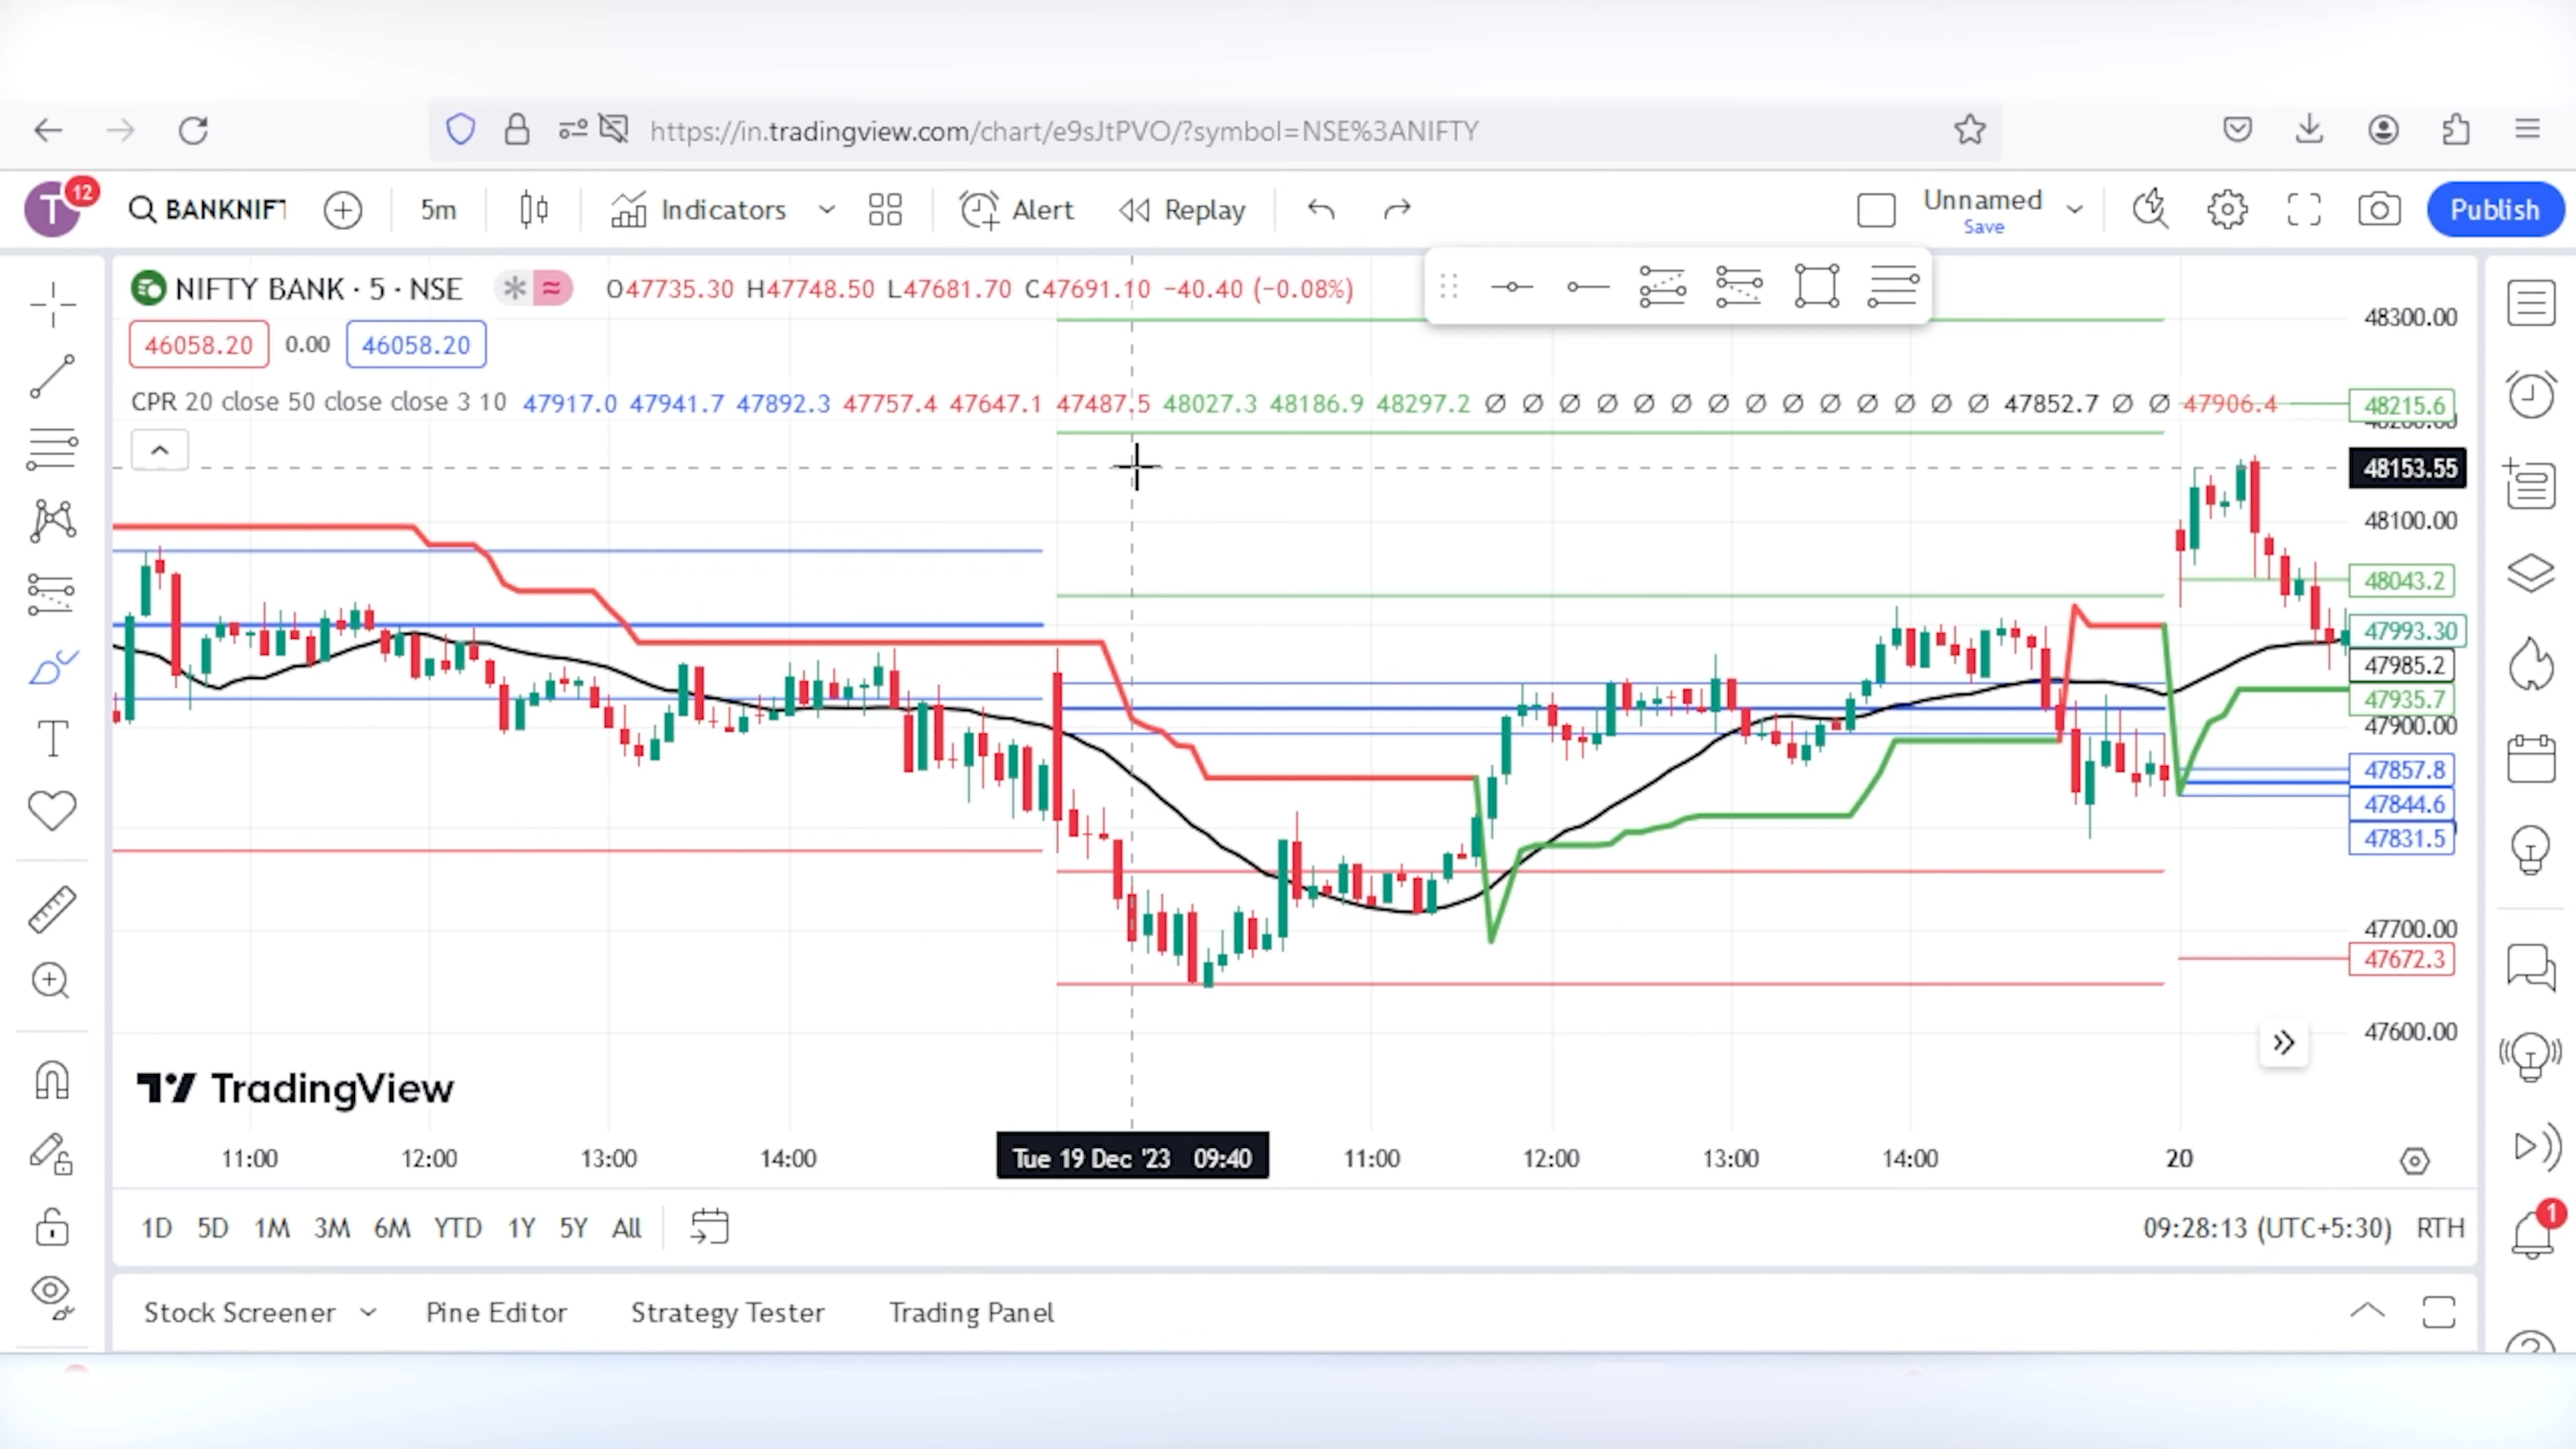 https://in.tradingview.com/chart/e9sJtPVO/?symbol=NSE%3ANIFTY
T 12 BANKNIFT 5m Indicators Alert Replay Unnamed Save Publish
NIFTY BANK · 5 · NSE O47735.30 H47748.50 L47681.70 C47691.10 −40.40 (−0.08%)
48300.00
46058.20 0.00 46058.20
CPR 20 close 50 close close 3 10 47917.0 47941.7 47892.3 47757.4 47647.1 47487.5 48027.3 48186.9 48297.2 Ø Ø Ø Ø Ø Ø Ø Ø Ø Ø Ø Ø Ø Ø 47852.7 Ø Ø 47906.4
48215.6
48153.55
48100.00
48043.2
47993.30
47985.2
47935.7
47900.00
47857.8
47844.6
47831.5
47700.00
47672.3
47600.00
TradingView
11:00 12:00 13:00 14:00 Tue 19 Dec '23 09:40 11:00 12:00 13:00 14:00 20
1D 5D 1M 3M 6M YTD 1Y 5Y All 09:28:13 (UTC+5:30) RTH
1
Stock Screener Pine Editor Strategy Tester Trading Panel